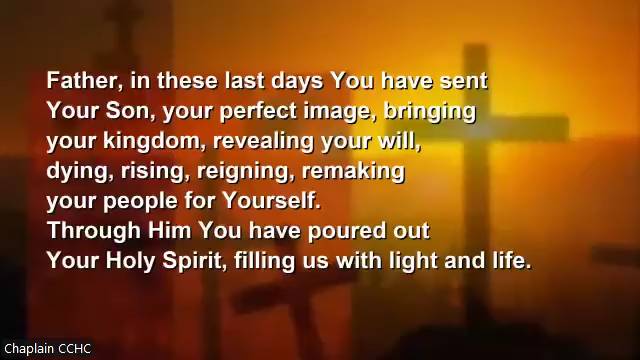 Father, in these last days You have sent
Your Son, your perfect image, bringing
your kingdom, revealing your will,
dying, rising, reigning, remaking
your people for Yourself.
Through Him You have poured out
Your Holy Spirit, filling us with light and life.
Chaplain CCHC